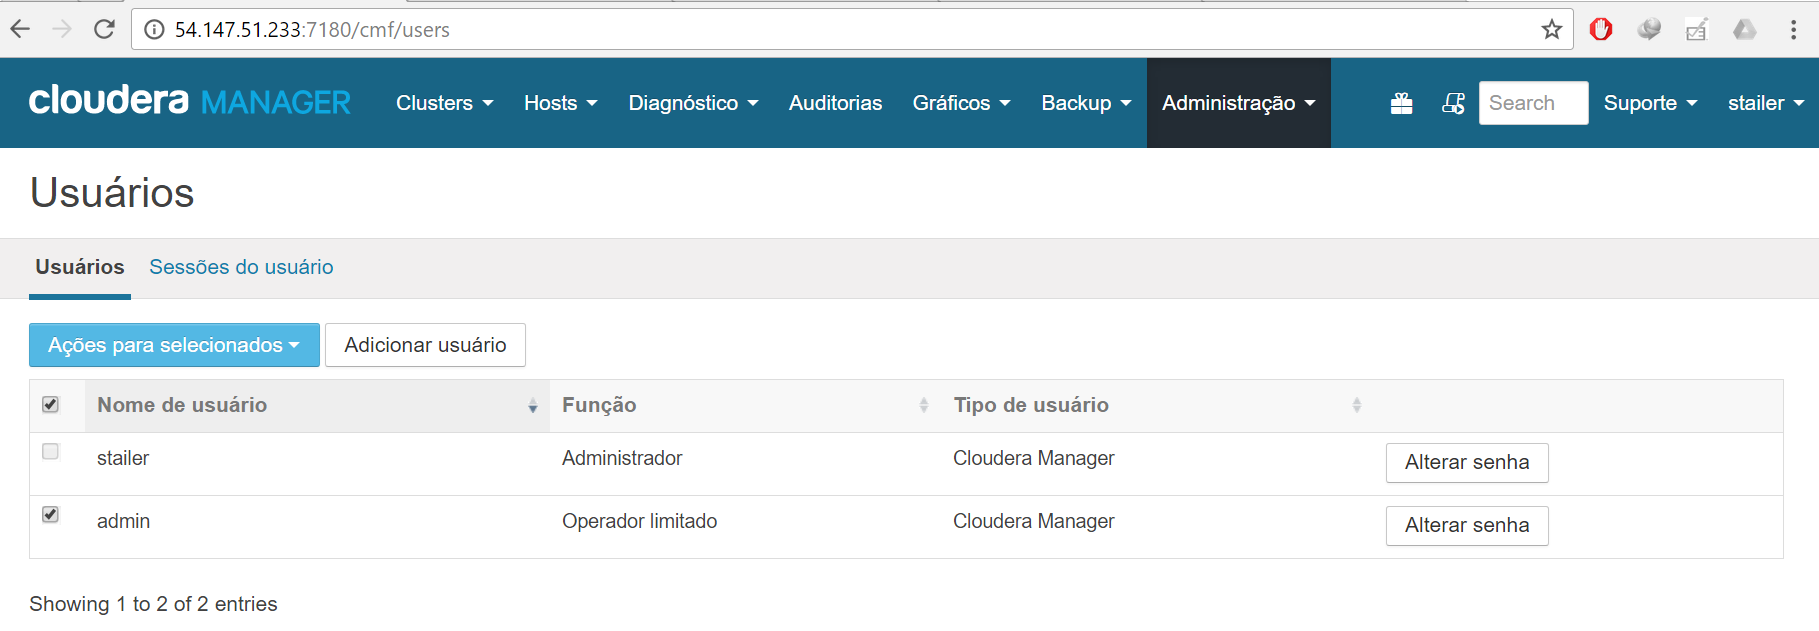 54.147.51.233:7180/cmf/users
cloudera MANAGER Clusters Hosts Diagnóstico Auditorias Gráficos Backup Administração Search Suporte stailer
Usuários
Usuários Sessões do usuário
Ações para selecionados Adicionar usuário
Nome de usuário Função Tipo de usuário
stailer Administrador Cloudera Manager Alterar senha
admin Operador limitado Cloudera Manager Alterar senha
Showing 1 to 2 of 2 entries